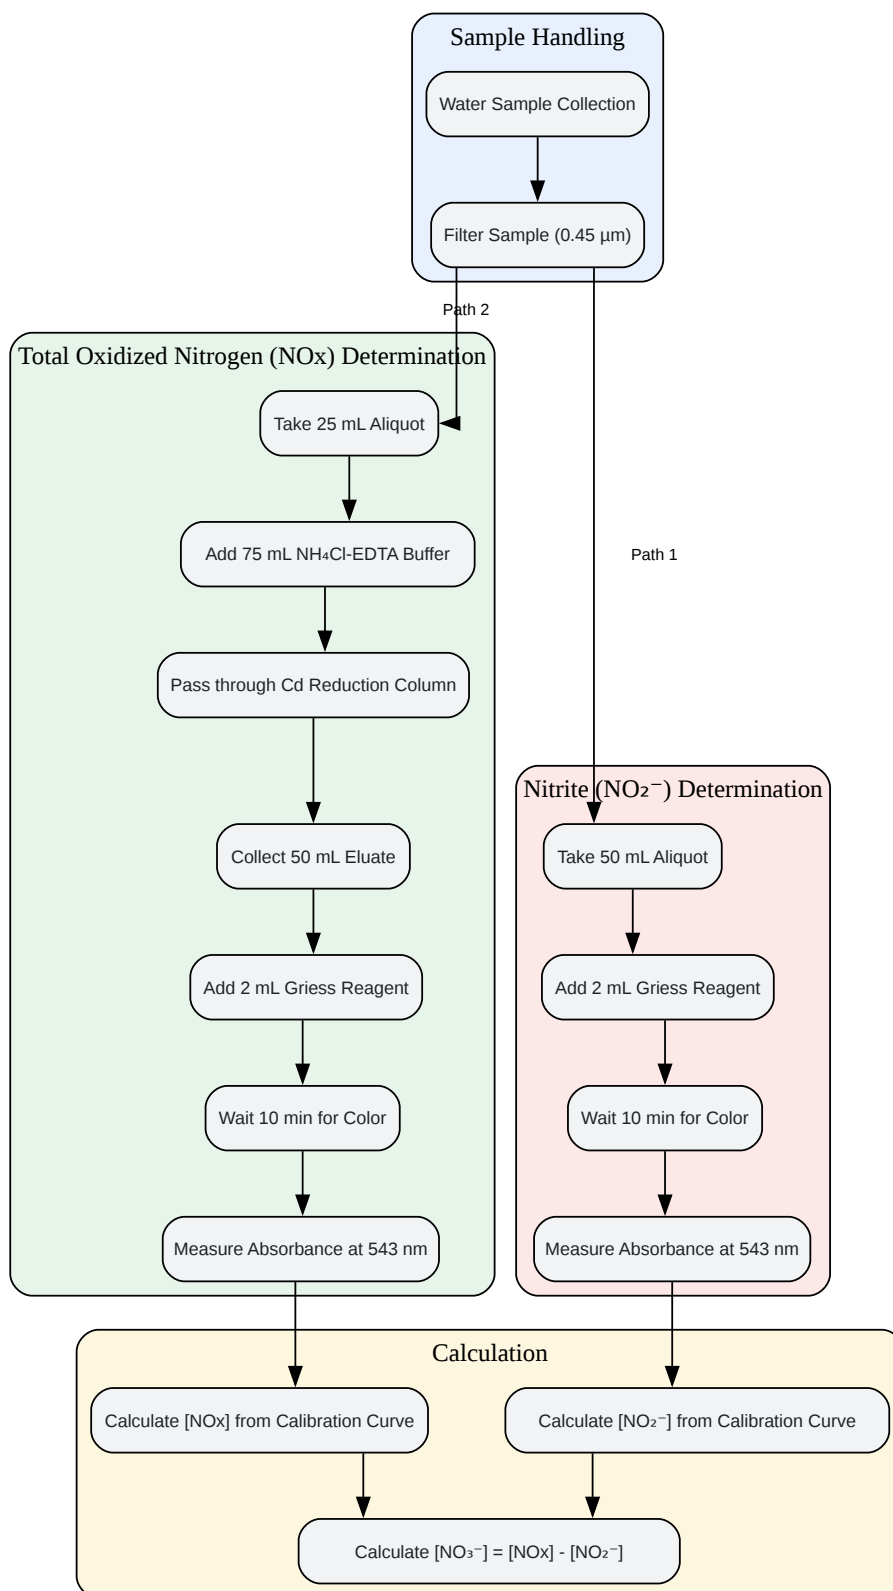 Sample Handling
Water Sample Collection
Filter Sample (0.45 µm)
Path 2
Total Oxidized Nitrogen (NOx) Determination
Take 25 mL Aliquot
Add 75 mL NH₄Cl-EDTA Buffer
Path 1
Pass through Cd Reduction Column
Nitrite (NO₂⁻) Determination
Collect 50 mL Eluate
Take 50 mL Aliquot
Add 2 mL Griess Reagent
Add 2 mL Griess Reagent
Wait 10 min for Color
Wait 10 min for Color
Measure Absorbance at 543 nm
Measure Absorbance at 543 nm
Calculation
Calculate [NOx] from Calibration Curve
Calculate [NO₂⁻] from Calibration Curve
Calculate [NO₃⁻] = [NOx] - [NO₂⁻]